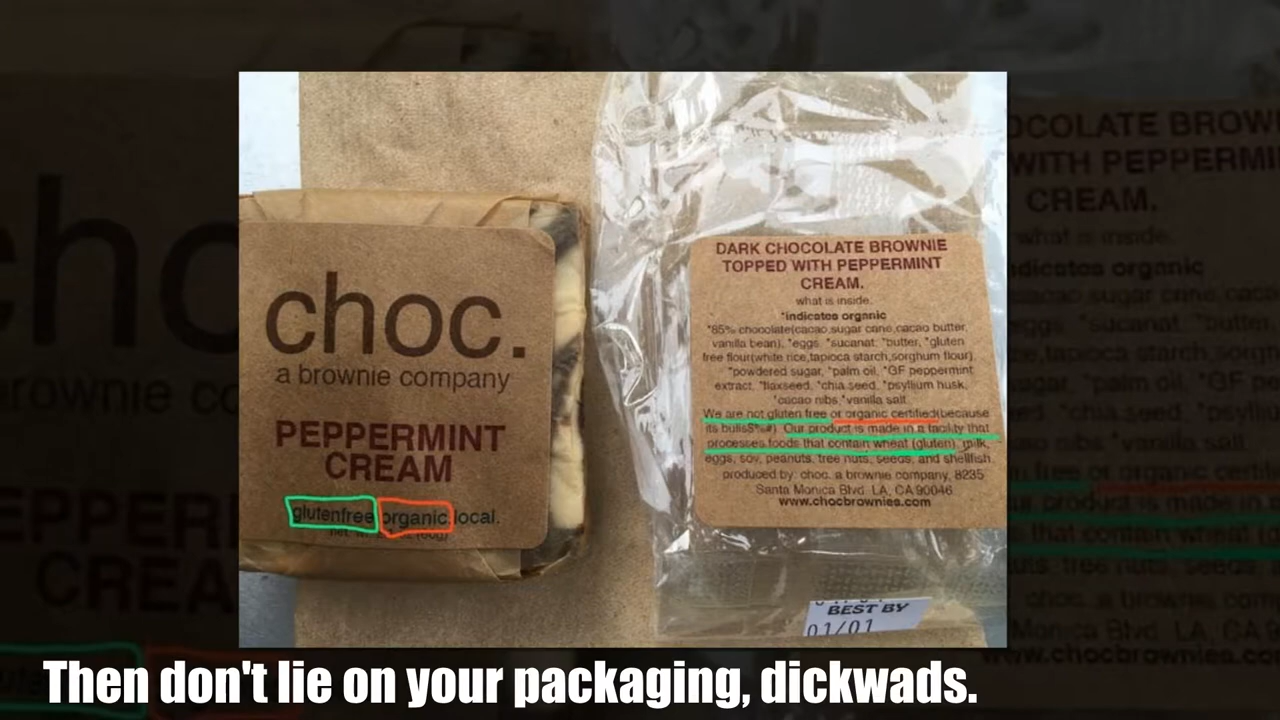 choc.
a brownie company
PEPPERMINT
CREAM
glutenfree organic local.
DARK CHOCOLATE BROWNIE
TOPPED WITH PEPPERMINT
CREAM.
what is inside.
*indicates organic
*85% chocolate(cacao,sugar cane,cacao butter,
vanilla bean), *eggs, *sucanat, *butter, *gluten
free flour(white rice,tapioca starch,sorghum flour),
*powdered sugar, *palm oil, *GF peppermint
extract, *flaxseed, *chia seed, *psyllium husk,
*cacao nibs,*vanilla salt
We are not gluten free or organic certified(because
its bulls$%#). Our product is made in a facility that
processes foods that contain wheat (gluten), milk,
eggs, soy, peanuts, tree nuts, seeds, and shellfish.
produced by: choc. a brownie company, 8235
Santa Monica Blvd. LA, CA 90046
www.chocbrownies.com
BEST BY
01/01
Then don't lie on your packaging, dickwads.